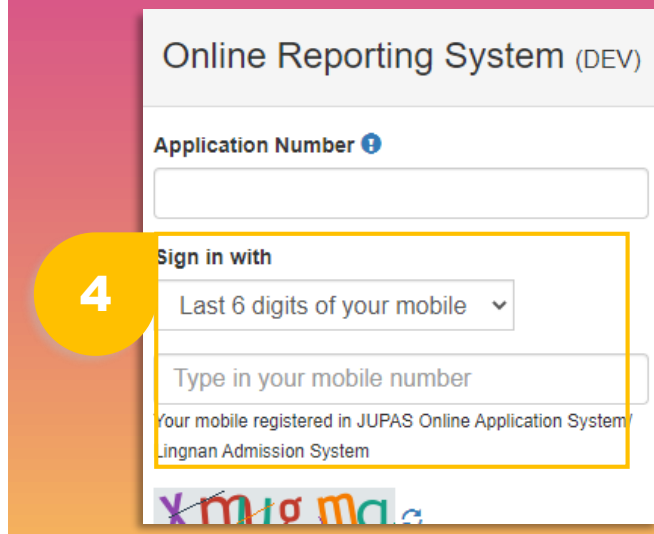 Online Reporting System (DEV)
Application Number
4
Sign in with
Last 6 digits of your mobile
Type in your mobile number
Your mobile registered in JUPAS Online Application System/
Lingnan Admission System